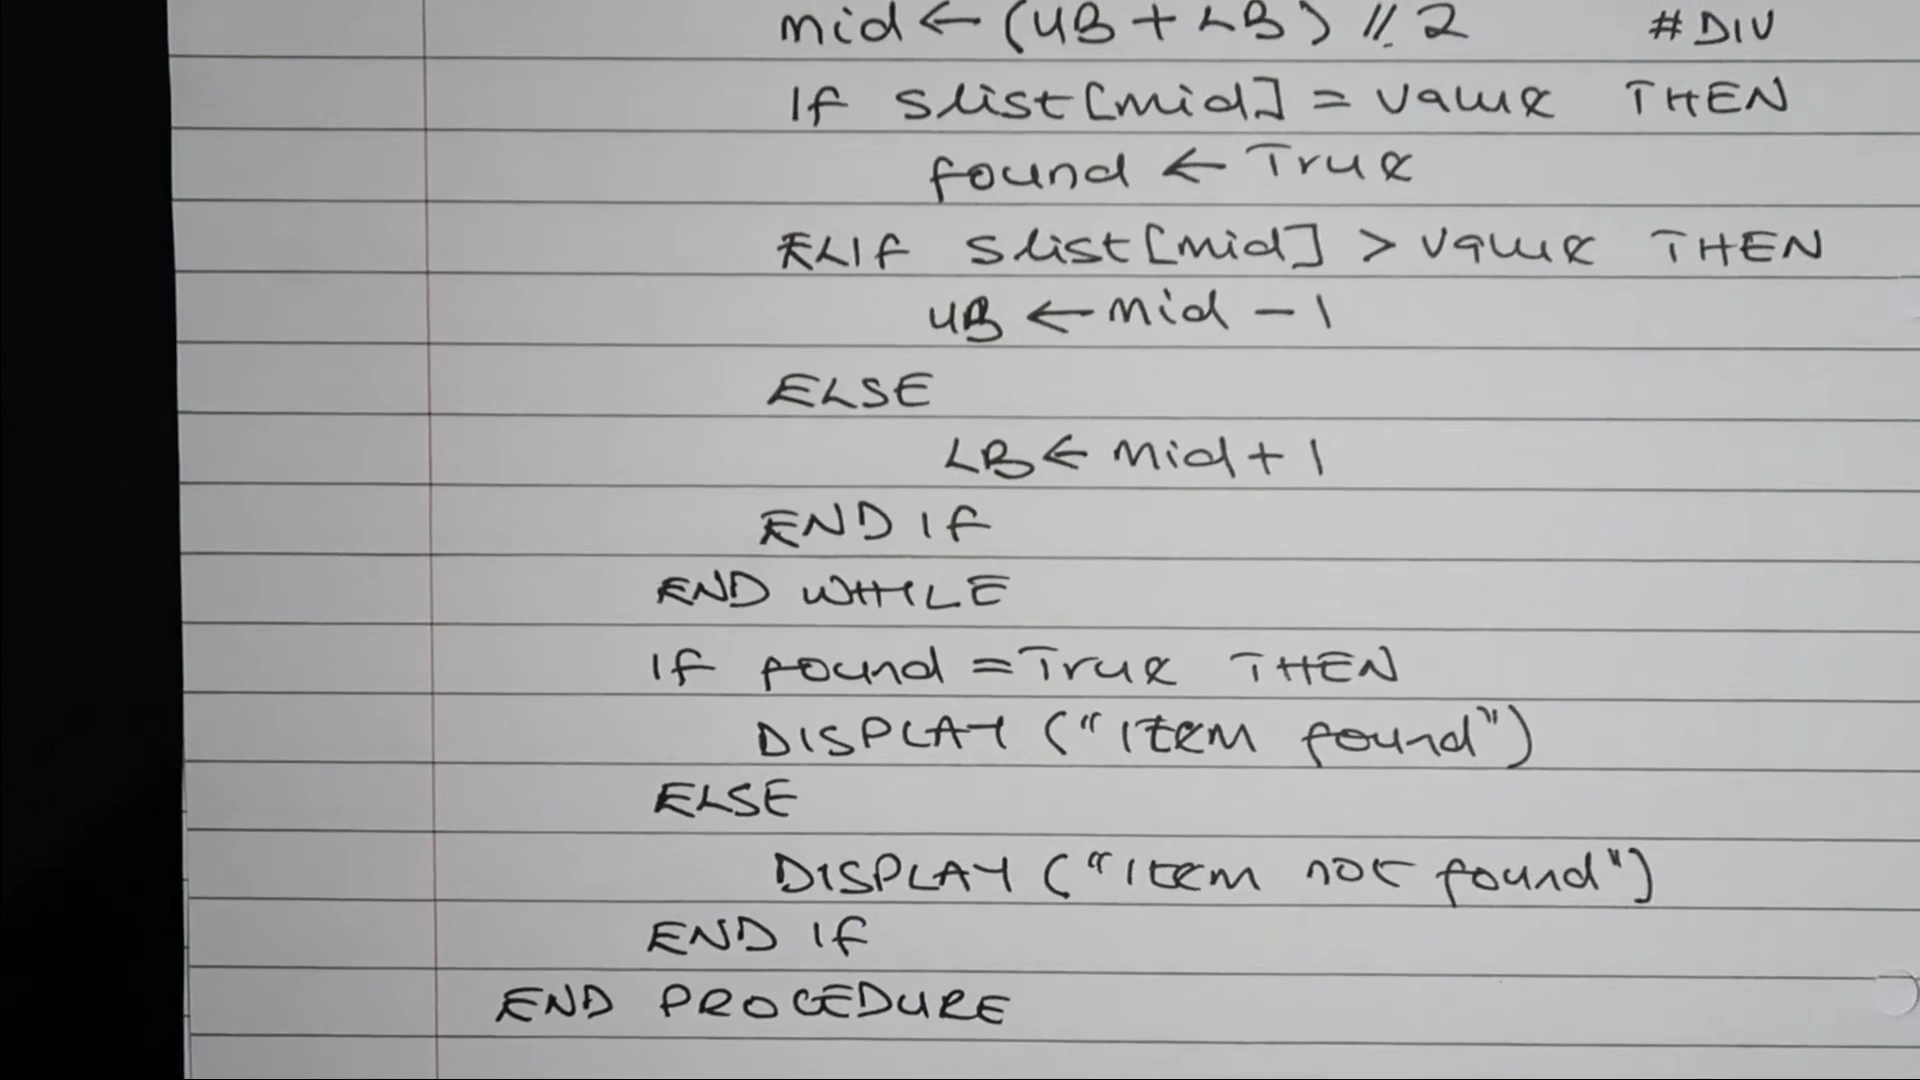 mid ← (UB + LB) // 2 #DIV
If slist[mid] = value THEN
found ← True
ELIF slist[mid] > value THEN
UB ← mid - 1
ELSE
LB ← mid + 1
END IF
END WHILE
IF found = True THEN
DISPLAY ("Item found")
ELSE
DISPLAY ("Item not found")
END IF
END PROCEDURE